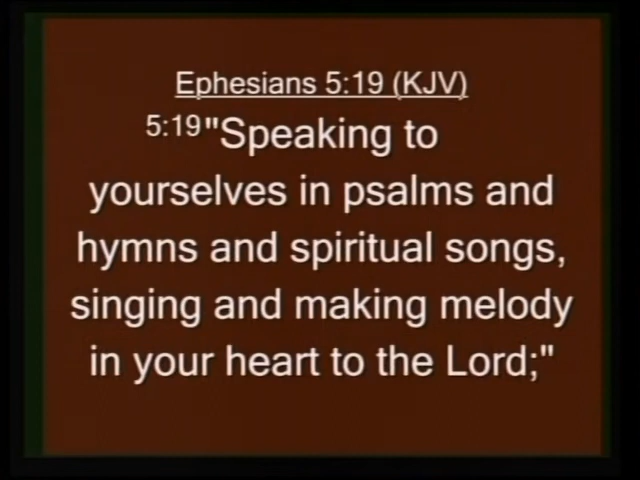 Ephesians 5:19 (KJV)
5:19"Speaking to
yourselves in psalms and
hymns and spiritual songs,
singing and making melody
in your heart to the Lord;"